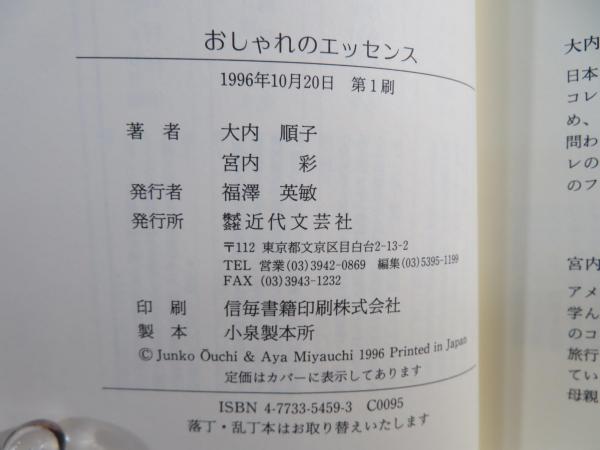 おしゃれのエッセンス
1996年10月20日 第1刷
著者 大内 順子
宮内 彩
発行者 福澤 英敏
発行所 株式会社 近代文芸社
〒112 東京都文京区目白台2-13-2
TEL 営業(03)3942-0869 編集(03)5395-1199
FAX (03)3943-1232
印刷 信毎書籍印刷株式会社
製本 小泉製本所
©Junko Ōuchi & Aya Miyauchi 1996 Printed in Japan
定価はカバーに表示してあります
ISBN 4-7733-5459-3 C0095
落丁・乱丁本はお取り替えいたします
大内
日本
コレ
め、
問わ
レの
のフ
宮内
アメ
学ん
のコ
旅行
てい
母親